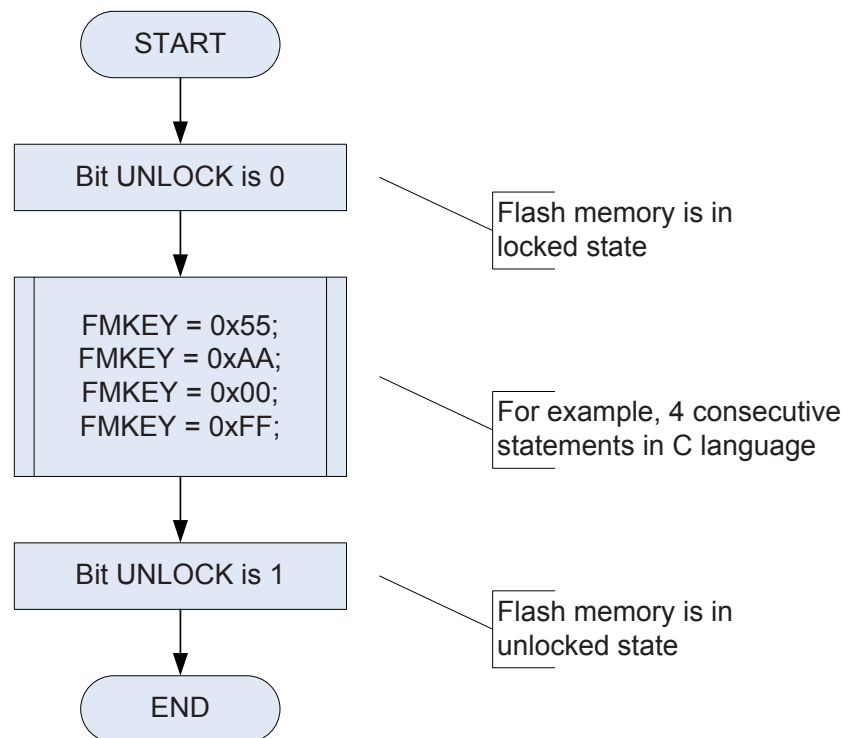 START
Bit UNLOCK is 0
Flash memory is in
locked state
FMKEY = 0x55;
FMKEY = 0xAA;
FMKEY = 0x00;
FMKEY = 0xFF;
For example, 4 consecutive
statements in C language
Bit UNLOCK is 1
Flash memory is in
unlocked state
END